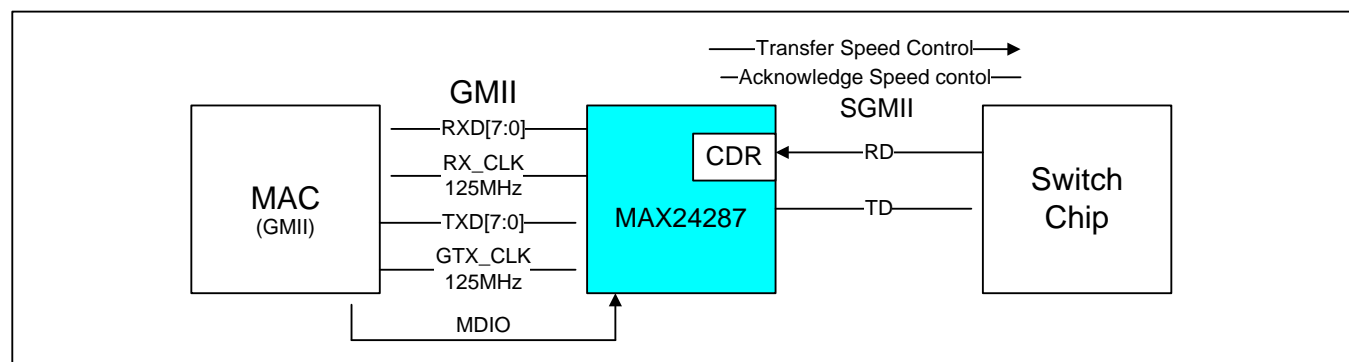 Transfer Speed Control
Acknowledge Speed contol
GMII
SGMII
RXD[7:0]
CDR
RD
RX_CLK
125MHz
MAC
(GMII)
Switch
Chip
TXD[7:0]
MAX24287
TD
GTX_CLK
125MHz
MDIO